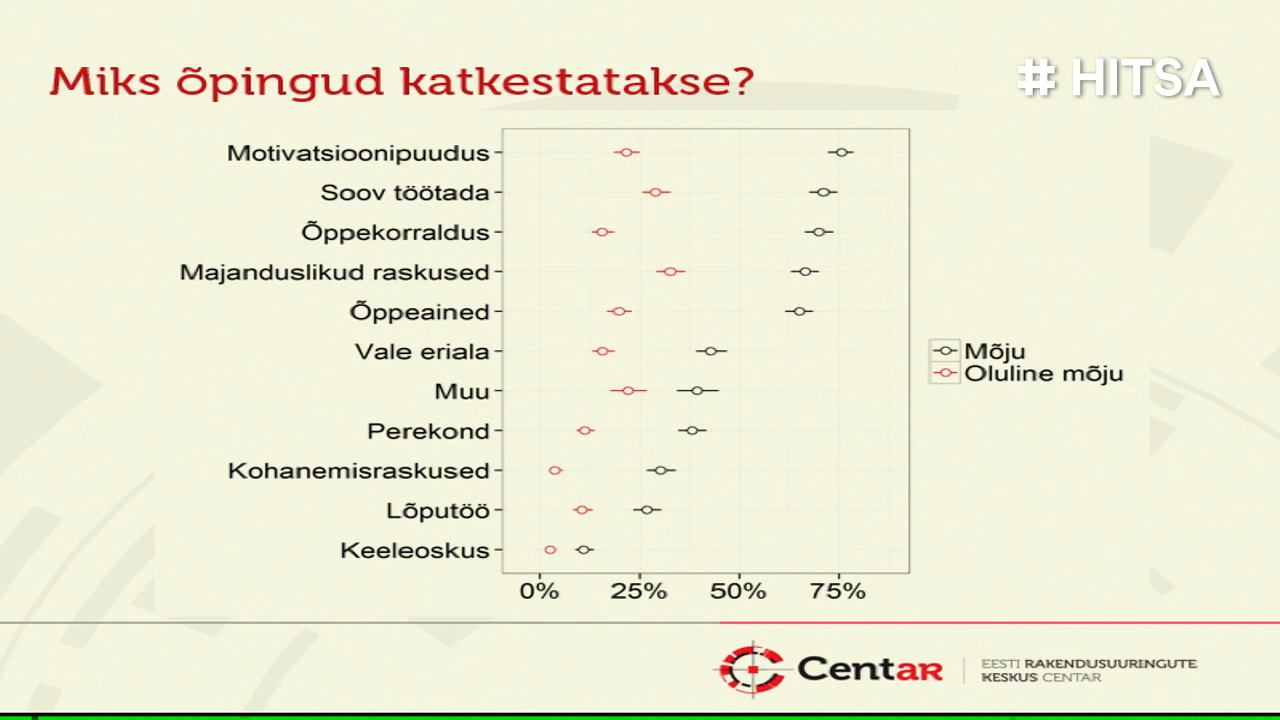 Miks õpingud katkestatakse?
# HITSA
Motivatsioonipuudus
Soov töötada
Õppekorraldus
Majanduslikud raskused
Õppeained
Vale eriala
Muu
Perekond
Kohanemisraskused
Lõputöö
Keeleoskus
0% 25% 50% 75%
Mõju
Oluline mõju
CentAR
EESTI RAKENDUSUURINGUTE
KESKUS CENTAR